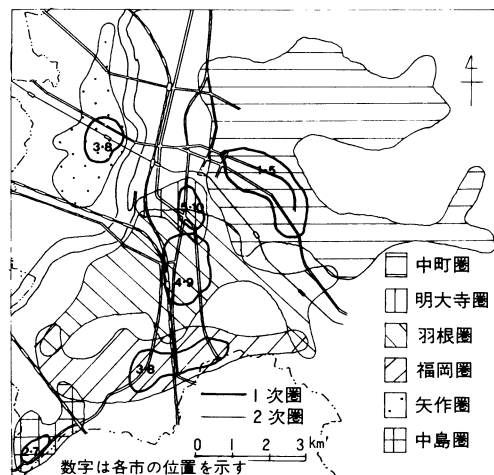 3・8
1・5
5・10
4・9
3・8
2・7
中町圏
明大寺圏
羽根圏
福岡圏
矢作圏
中島圏
1次圏
2次圏
0 1 2 3 km
数字は各市の位置を示す